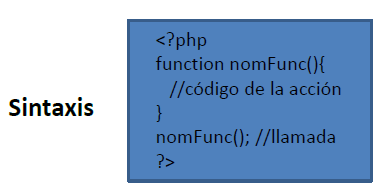 Sintaxis
<?php
function nomFunc(){
//código de la acción
}
nomFunc(); //llamada
?>